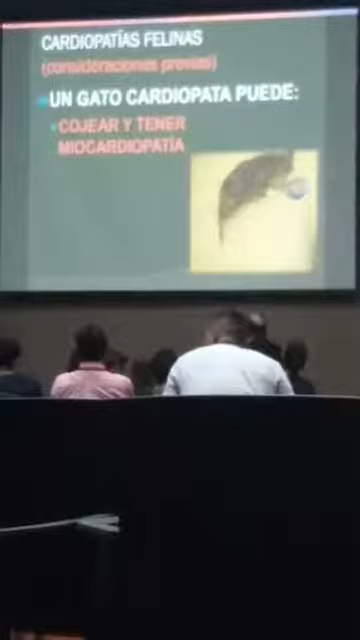 CARDIOPATÍAS FELINAS
(consideraciones previas)
UN GATO CARDIOPATA PUEDE:
COJEAR Y TENER
MIOCARDIOPATÍA